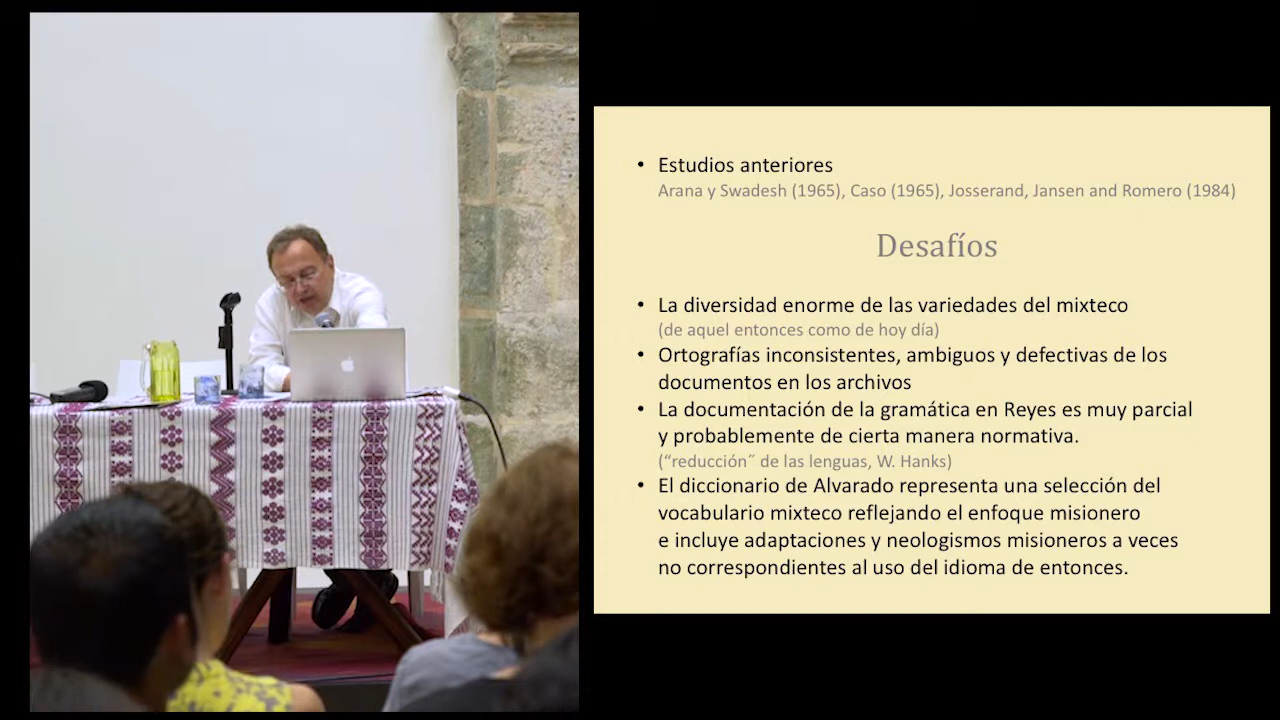 • Estudios anteriores
Arana y Swadesh (1965), Caso (1965), Josserand, Jansen and Romero (1984)
Desafíos
• La diversidad enorme de las variedades del mixteco
(de aquel entonces como de hoy día)
• Ortografías inconsistentes, ambiguos y defectivas de los
documentos en los archivos
• La documentación de la gramática en Reyes es muy parcial
y probablemente de cierta manera normativa.
(“reducción˝ de las lenguas, W. Hanks)
• El diccionario de Alvarado representa una selección del
vocabulario mixteco reflejando el enfoque misionero
e incluye adaptaciones y neologismos misioneros a veces
no correspondientes al uso del idioma de entonces.